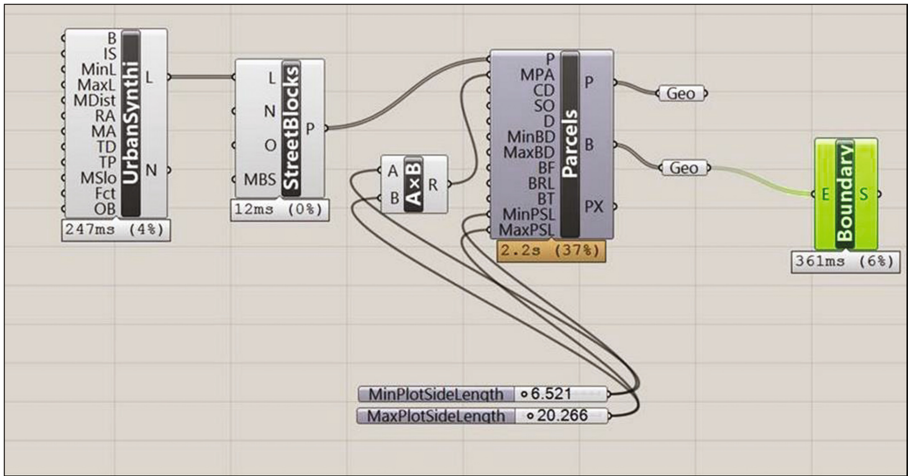 B
IS
MinL
MaxL
MDist
RA
MA
TD
TP
MSlo
Fct
OB
UrbanSynthi
L
N
247ms (4%)
L
N
O
MBS
StreetBlocks
P
12ms (0%)
A
B
A×B
R
P
MPA
CD
SO
D
MinBD
MaxBD
BF
BRL
BT
MinPSL
MaxPSL
Parcels
P
B
PX
2.2s (37%)
Geo
Geo
E
Boundary
S
361ms (6%)
MinPlotSideLength 6.521
MaxPlotSideLength 20.266